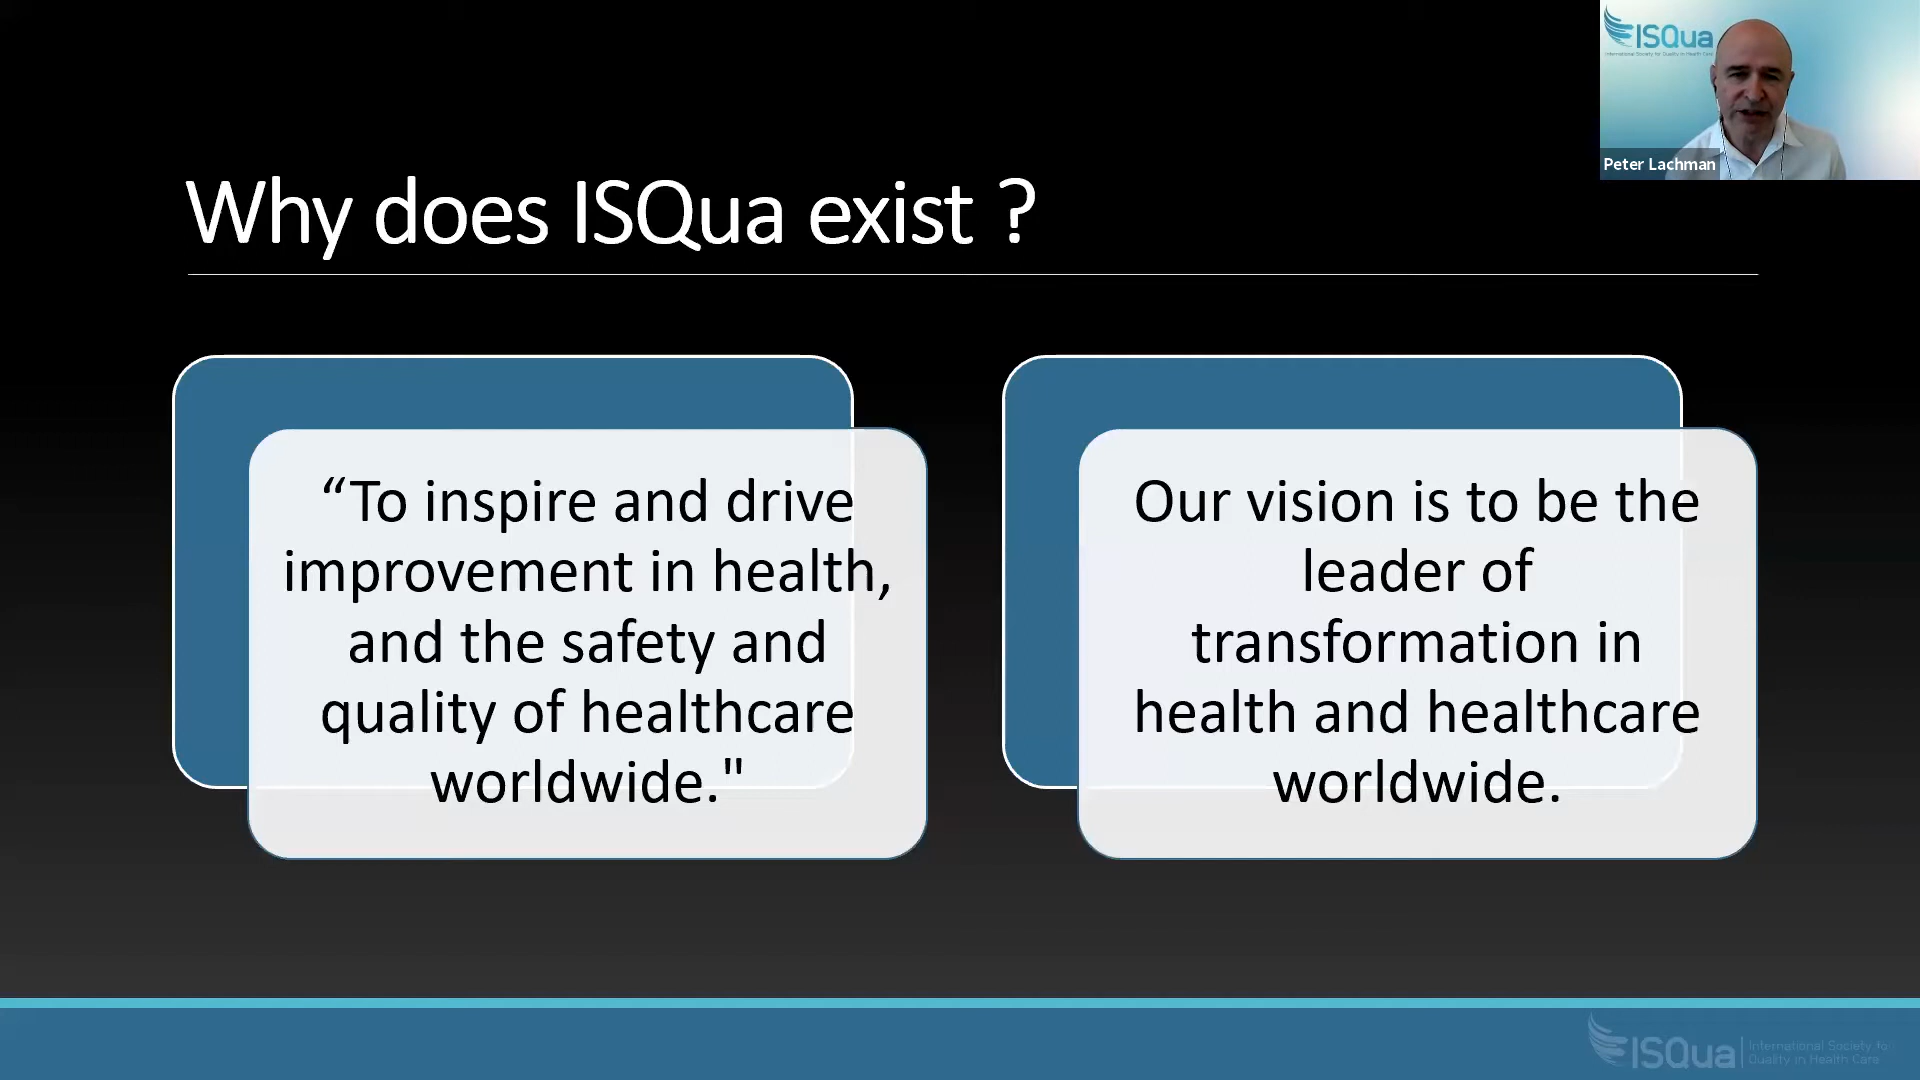 ISQua
International Society for Quality in Health Care
Peter Lachman
Why does ISQua exist ?
“To inspire and drive
improvement in health,
and the safety and
quality of healthcare
worldwide."
Our vision is to be the
leader of
transformation in
health and healthcare
worldwide.
ISQua
International Society fo
Quality in Health Care